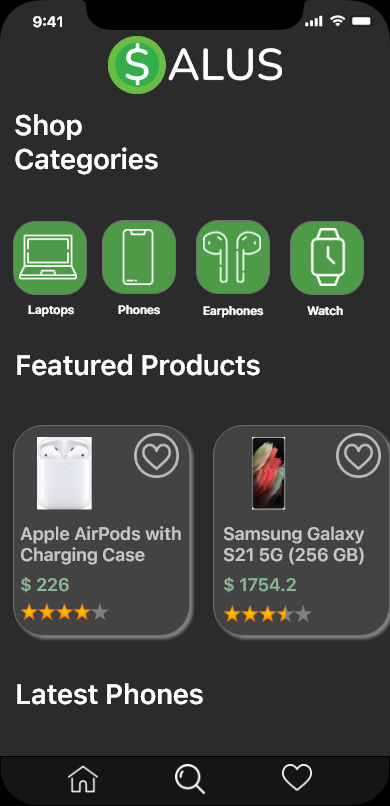 9:41
$ALUS
Shop
Categories
Laptops
Phones
Earphones
Watch
Featured Products
Apple AirPods with
Charging Case
$ 226
Samsung Galaxy
S21 5G (256 GB)
$ 1754.2
Latest Phones